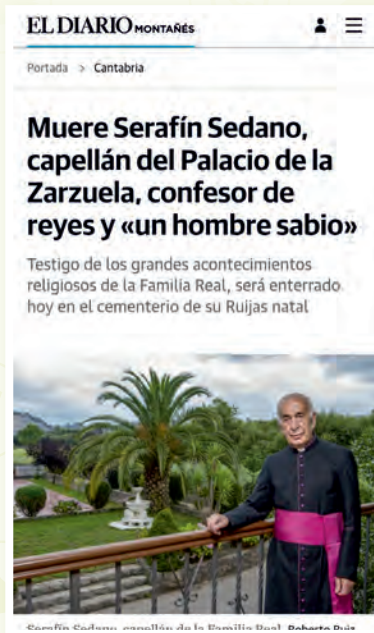 EL DIARIO MONTAÑÉS
Portada > Cantabria
Muere Serafín Sedano,
capellán del Palacio de la
Zarzuela, confesor de
reyes y «un hombre sabio»
Testigo de los grandes acontecimientos
religiosos de la Familia Real, será enterrado
hoy en el cementerio de su Ruijas natal
Serafín Sedano, capellán de la Familia Real. Roberto Ruiz